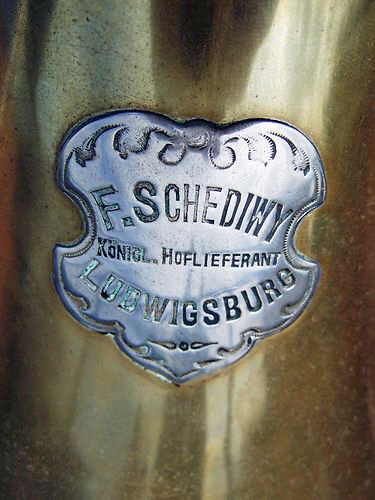 F. SCHEDIWY
KÖNIGL. HOFLIEFERANT
LUDWIGSBURG